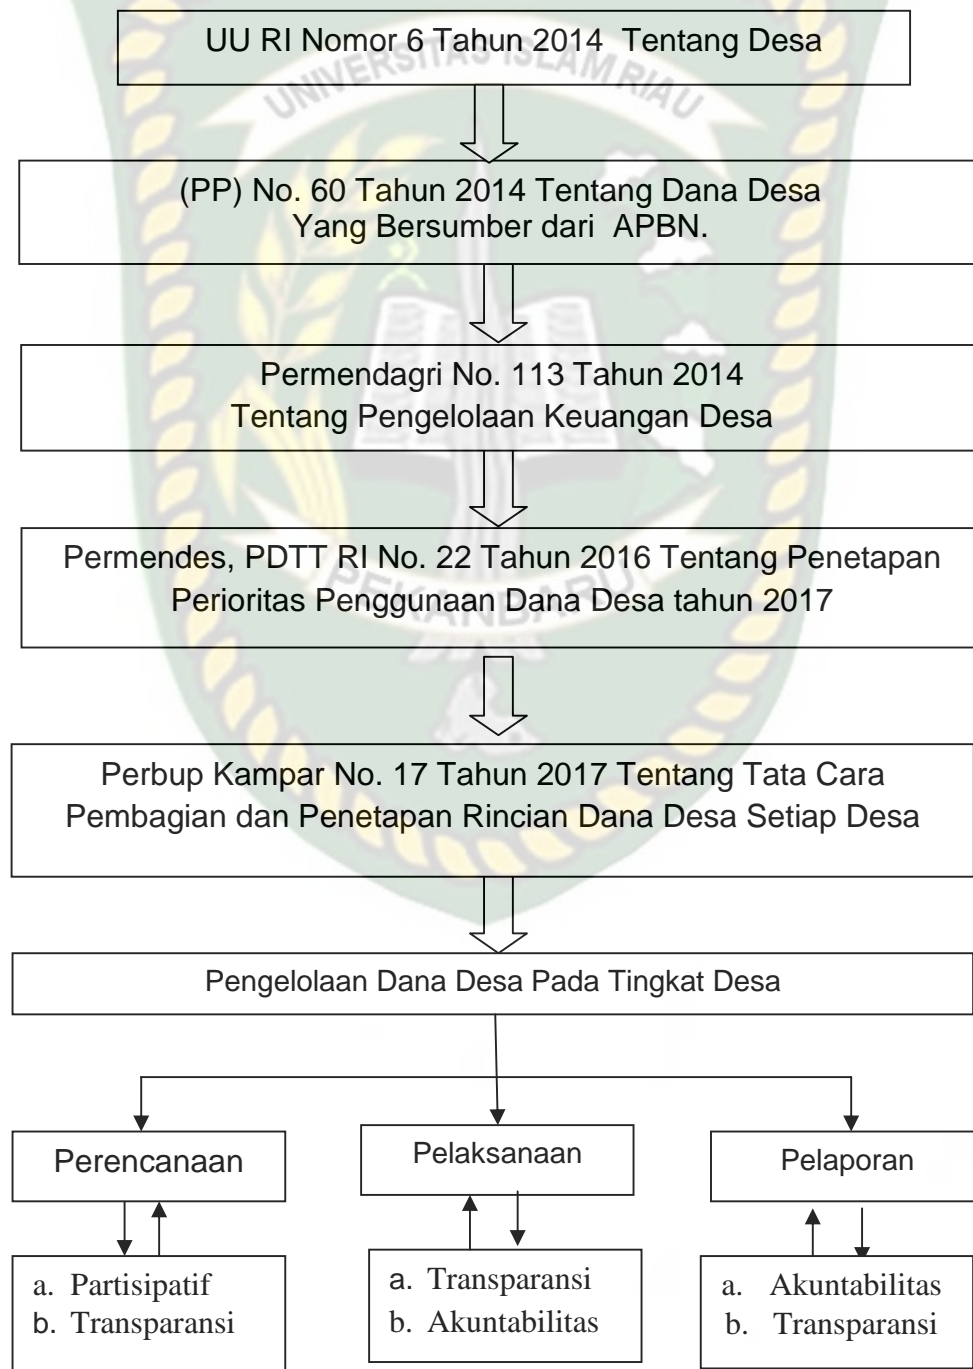 UU RI Nomor 6 Tahun 2014 Tentang Desa
UNIVERSITAS ISLAM RIAU
(PP) No. 60 Tahun 2014 Tentang Dana Desa
Yang Bersumber dari APBN.
Permendagri No. 113 Tahun 2014
Tentang Pengelolaan Keuangan Desa
Permendes, PDTT RI No. 22 Tahun 2016 Tentang Penetapan
Perioritas Penggunaan Dana Desa tahun 2017
PEKANBARU
Perbup Kampar No. 17 Tahun 2017 Tentang Tata Cara
Pembagian dan Penetapan Rincian Dana Desa Setiap Desa
Pengelolaan Dana Desa Pada Tingkat Desa
Perencanaan
Pelaksanaan
Pelaporan
a. Partisipatif
b. Transparansi
a. Transparansi
b. Akuntabilitas
a. Akuntabilitas
b. Transparansi